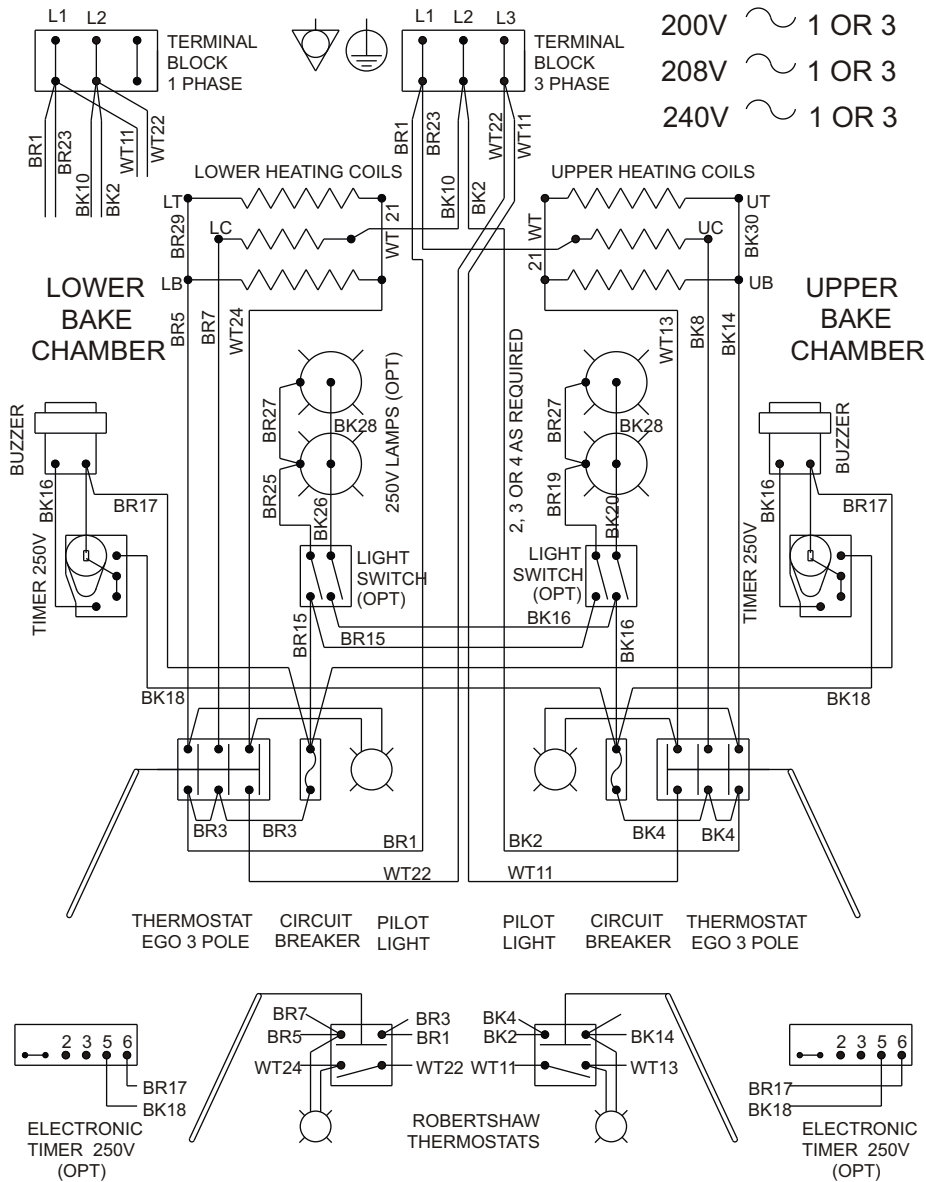 L1 L2
TERMINAL
BLOCK
1 PHASE
L1 L2 L3
TERMINAL
BLOCK
3 PHASE
200V 1 OR 3
208V 1 OR 3
240V 1 OR 3
BR1
BR23
BK10
BK2
WT11
WT22
BR1
BR23
BK10
BK2
WT22
WT11
LOWER HEATING COILS
UPPER HEATING COILS
LT
BR29
LC
LB
WT 21
21 WT
UT
UC
BK30
UB
LOWER
BAKE
CHAMBER
UPPER
BAKE
CHAMBER
BR5
BR7
WT24
WT13
BK8
BK14
BUZZER
BK16
BR17
TIMER 250V
BR27
BK28
BR25
BK26
250V LAMPS (OPT)
2, 3 OR 4 AS REQUIRED
BR27
BK28
BR19
BK20
BUZZER
BK16
BR17
TIMER 250V
LIGHT
SWITCH
(OPT)
LIGHT
SWITCH
(OPT)
BR15
BR15
BK16
BK16
BK18
BK18
BR3
BR3
BR1
WT22
BK2
WT11
BK4
BK4
THERMOSTAT
EGO 3 POLE
CIRCUIT
BREAKER
PILOT
LIGHT
PILOT
LIGHT
CIRCUIT
BREAKER
THERMOSTAT
EGO 3 POLE
2 3 5 6
BR17
BK18
ELECTRONIC
TIMER 250V
(OPT)
BR7
BR5
WT24
BR3
BR1
WT22
BK4
BK2
WT11
BK14
WT13
ROBERTSHAW
THERMOSTATS
2 3 5 6
BR17
BK18
ELECTRONIC
TIMER 250V
(OPT)